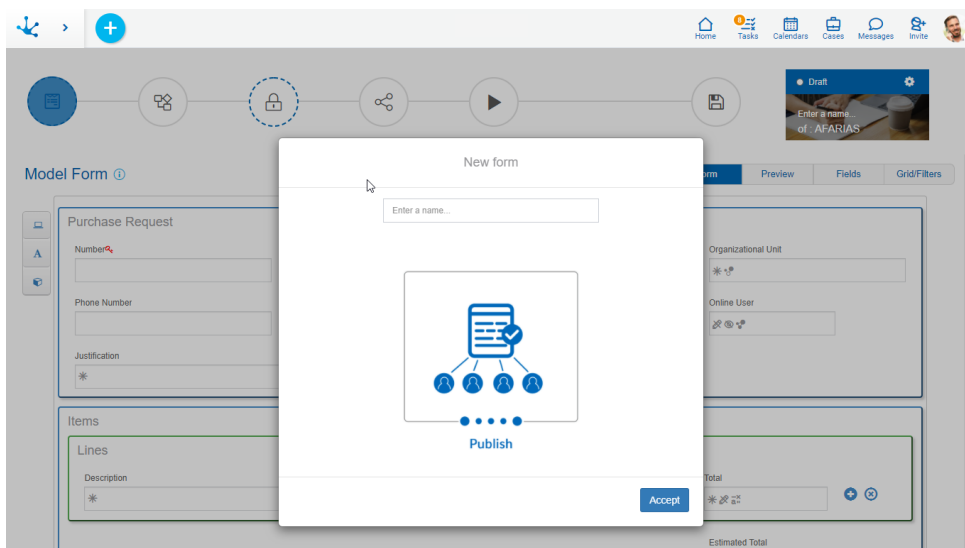 Home
6
Tasks
Calendars
Cases
Messages
Invite
Draft
Enter a name...
of : AFARIAS
Model Form
New form
Preview
Fields
Grid/Filters
Enter a name...
A
Purchase Request
Number
Organizational Unit
Phone Number
Online User
Justification
Items
Lines
Publish
Description
Total
Accept
Estimated Total